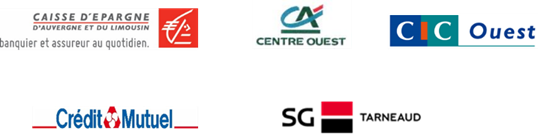 CAISSE D'EPARGNE
D'AUVERGNE ET DU LIMOUSIN
banquier et assureur au quotidien.
CA
CENTRE OUEST
CIC Ouest
Crédit Mutuel
SG TARNEAUD